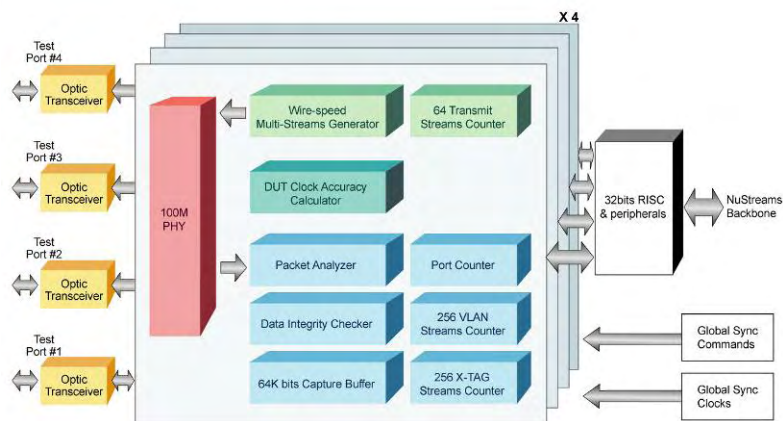 X 4
Test
Port #4
Optic
Transceiver
Test
Port #3
Optic
Transceiver
Test
Port #2
Optic
Transceiver
Test
Port #1
Optic
Transceiver
100M
PHY
Wire-speed
Multi-Streams Generator
64 Transmit
Streams Counter
DUT Clock Accuracy
Calculator
Packet Analyzer
Port Counter
Data Integrity Checker
256 VLAN
Streams Counter
64K bits Capture Buffer
256 X-TAG
Streams Counter
32bits RISC
& peripherals
NuStreams
Backbone
Global Sync
Commands
Global Sync
Clocks